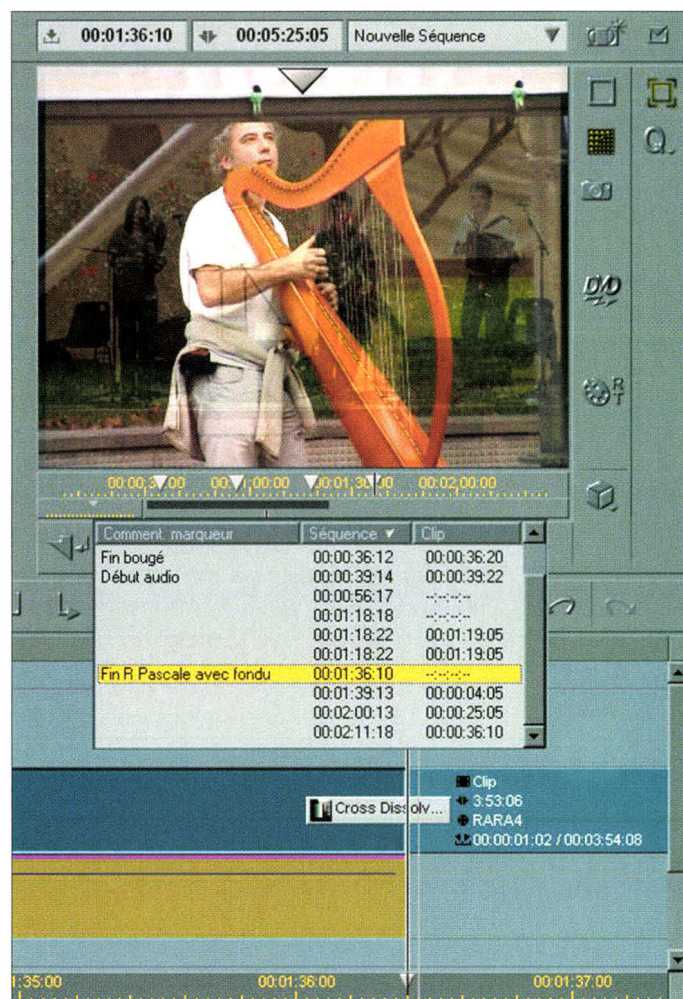 00:01:36:10 00:05:25:05 Nouvelle Séquence
DVD
R
T
00:00:30:00 00:01:00:00 00:01:30:00 00:02:00:00
Comment. marqueur Séquence Clip
Fin bougé 00:00:36:12 00:00:36:20
Début audio 00:00:39:14 00:00:39:22
00:00:56:17 --:--:--:--
00:01:18:18 --:--:--:--
00:01:18:22 00:01:19:05
00:01:18:22 00:01:19:05
Fin R Pascale avec fondu 00:01:36:10 --:--:--:--
00:01:39:13 00:00:04:05
00:02:00:13 00:00:25:05
00:02:11:18 00:00:36:10
Clip
Cross Dissolv... 3:53:06
RARA4
00:00:01:02 / 00:03:54:08
1:35:00 00:01:36:00 00:01:37:00